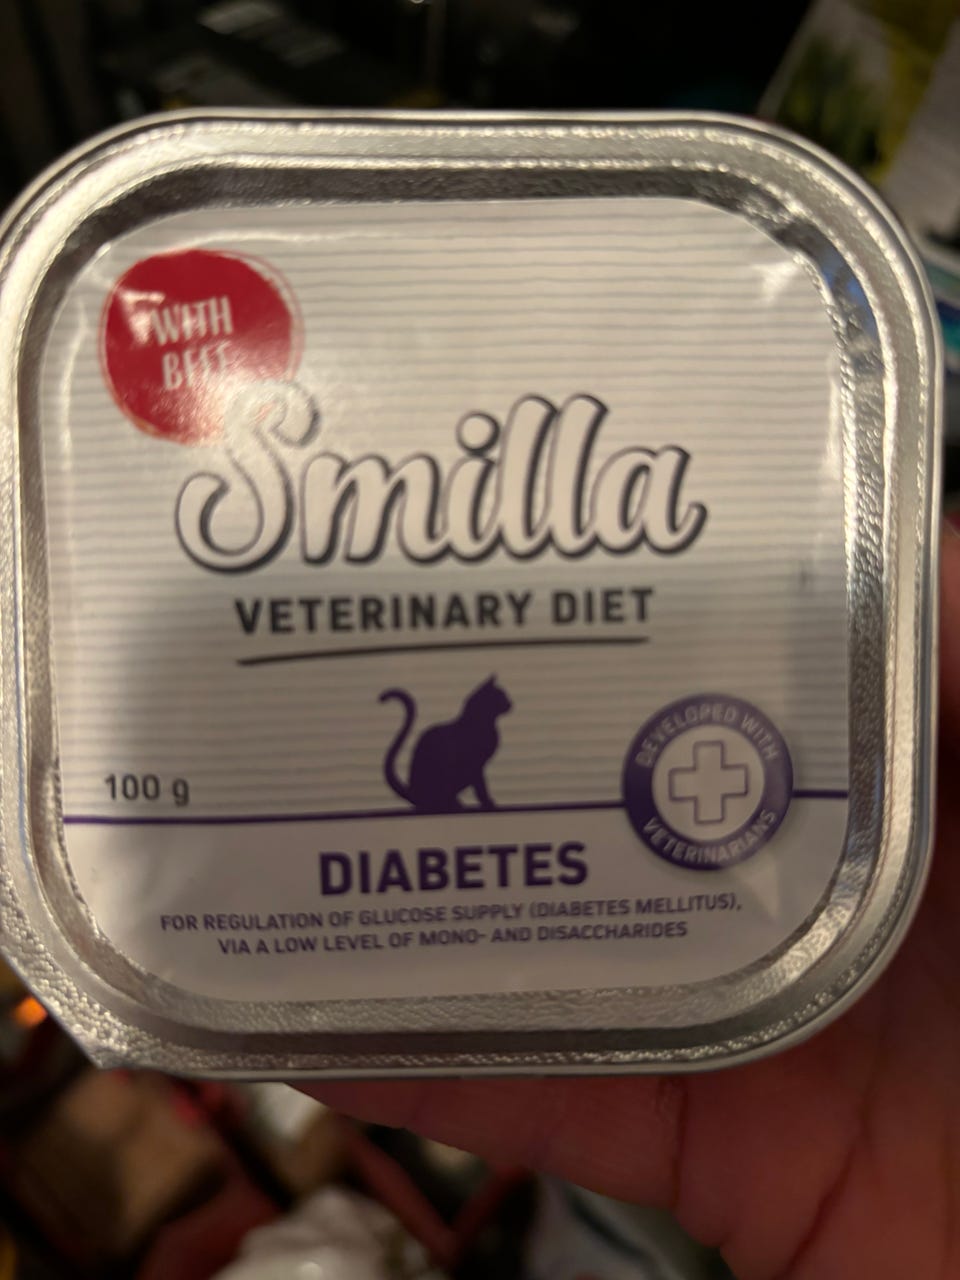 WITH
BEEF
Smilla
VETERINARY DIET
100 g
DEVELOPED WITH
VETERINARIANS
DIABETES
FOR REGULATION OF GLUCOSE SUPPLY (DIABETES MELLITUS),
VIA A LOW LEVEL OF MONO- AND DISACCHARIDES